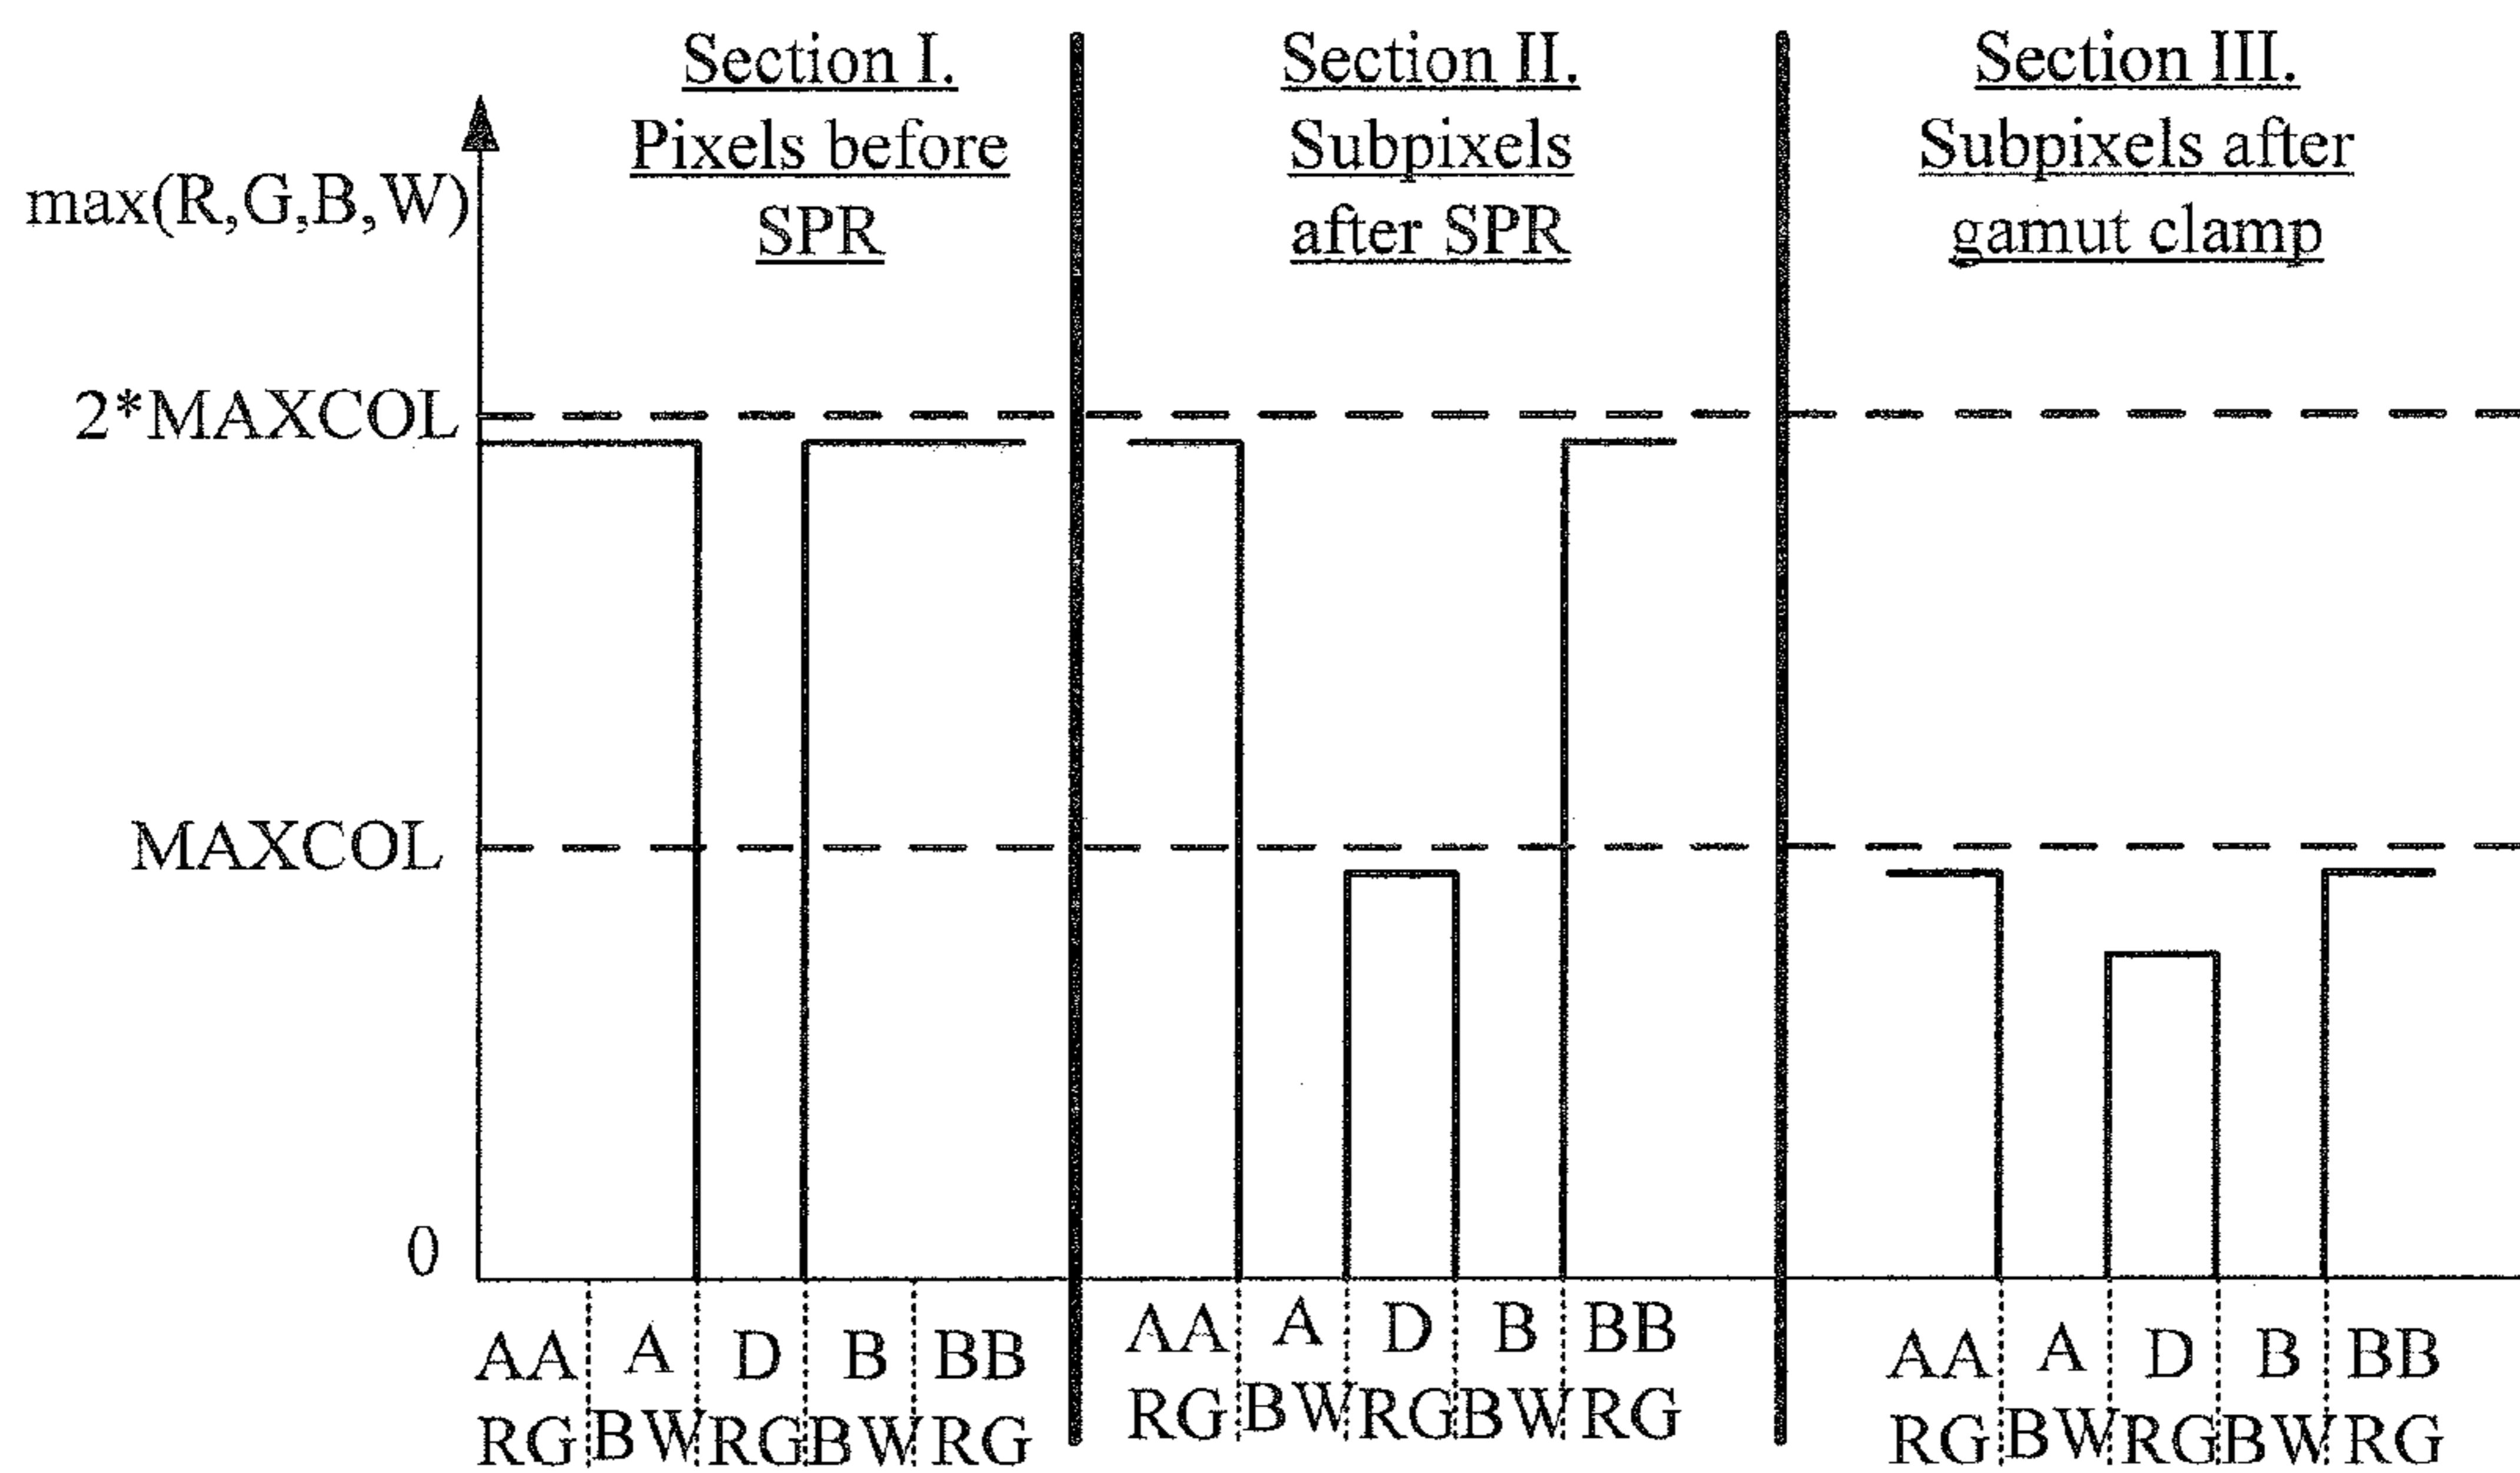 Section I.
Pixels before
SPR
Section II.
Subpixels
after SPR
Section III.
Subpixels after
gamut clamp
max(R,G,B,W)
2*MAXCOL
MAXCOL
0
AA A D B BB
RG BW RG BW RG
AA A D B BB
RG BW RG BW RG
AA A D B BB
RG BW RG BW RG